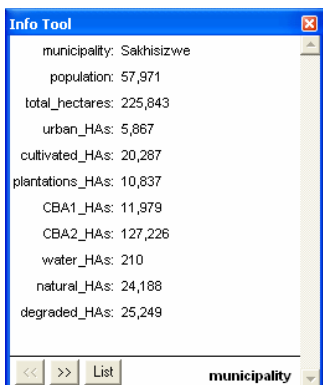 Info Tool
municipality: Sakhisizwe
population: 57,971
total_hectares: 225,843
urban_HAs: 5,867
cultivated_HAs: 20,287
plantations_HAs: 10,837
CBA1_HAs: 11,979
CBA2_HAs: 127,226
water_HAs: 210
natural_HAs: 24,188
degraded_HAs: 25,249
<< >> List municipality